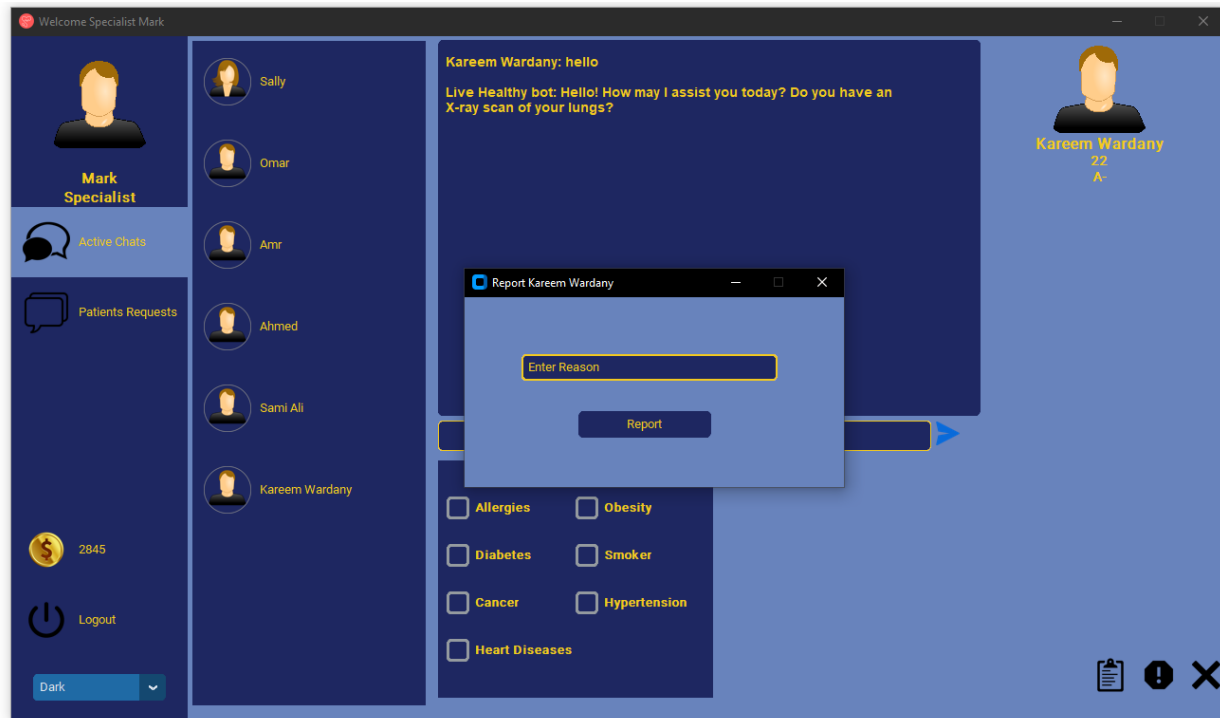 Welcome Specialist Mark
Mark
Specialist
Active Chats
Patients Requests
2845
Logout
Dark
Sally
Omar
Amr
Ahmed
Sami Ali
Kareem Wardany
Kareem Wardany: hello
Live Healthy bot: Hello! How may I assist you today? Do you have an
X-ray scan of your lungs?
Report Kareem Wardany
Enter Reason
Report
Allergies
Obesity
Diabetes
Smoker
Cancer
Hypertension
Heart Diseases
Kareem Wardany
22
A-